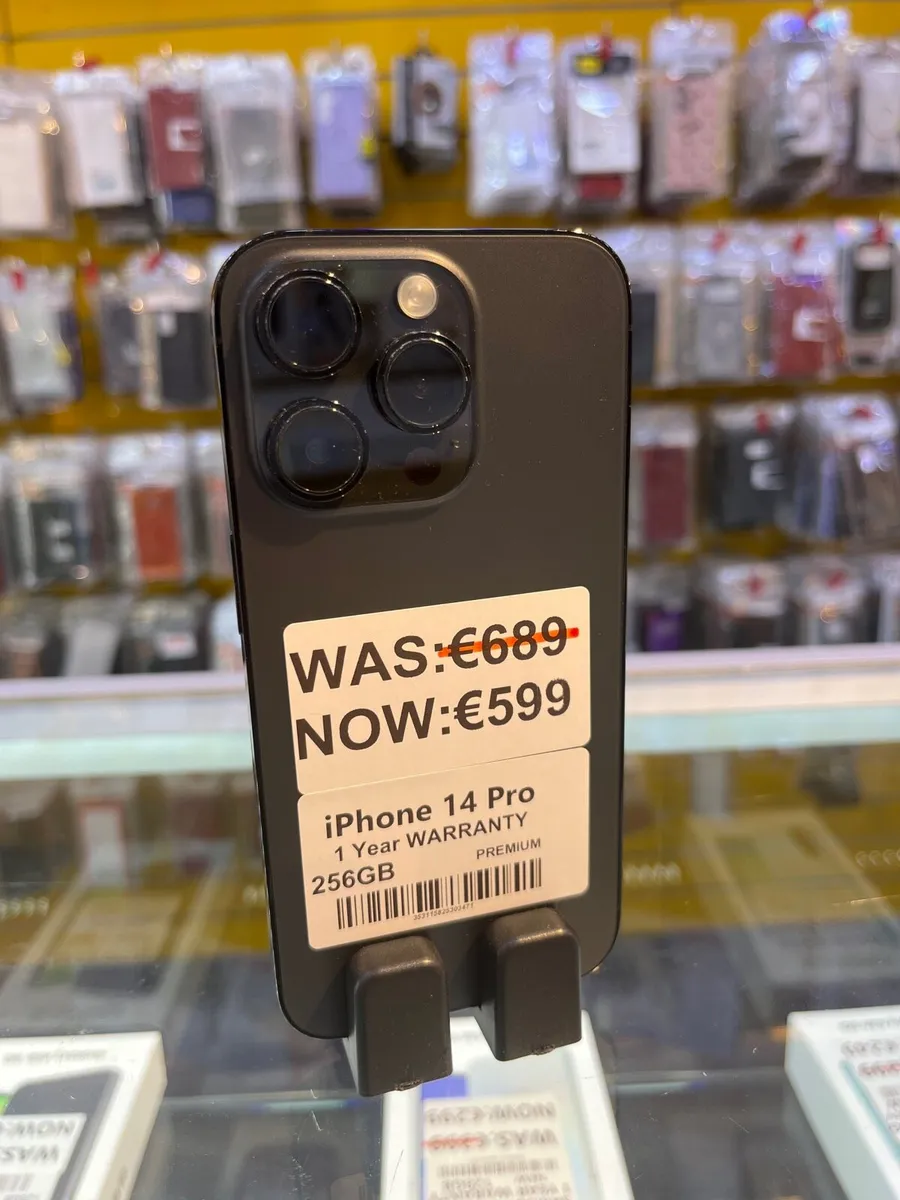 WAS:€689
NOW:€599
iPhone 14 Pro
1 Year WARRANTY
PREMIUM
256GB